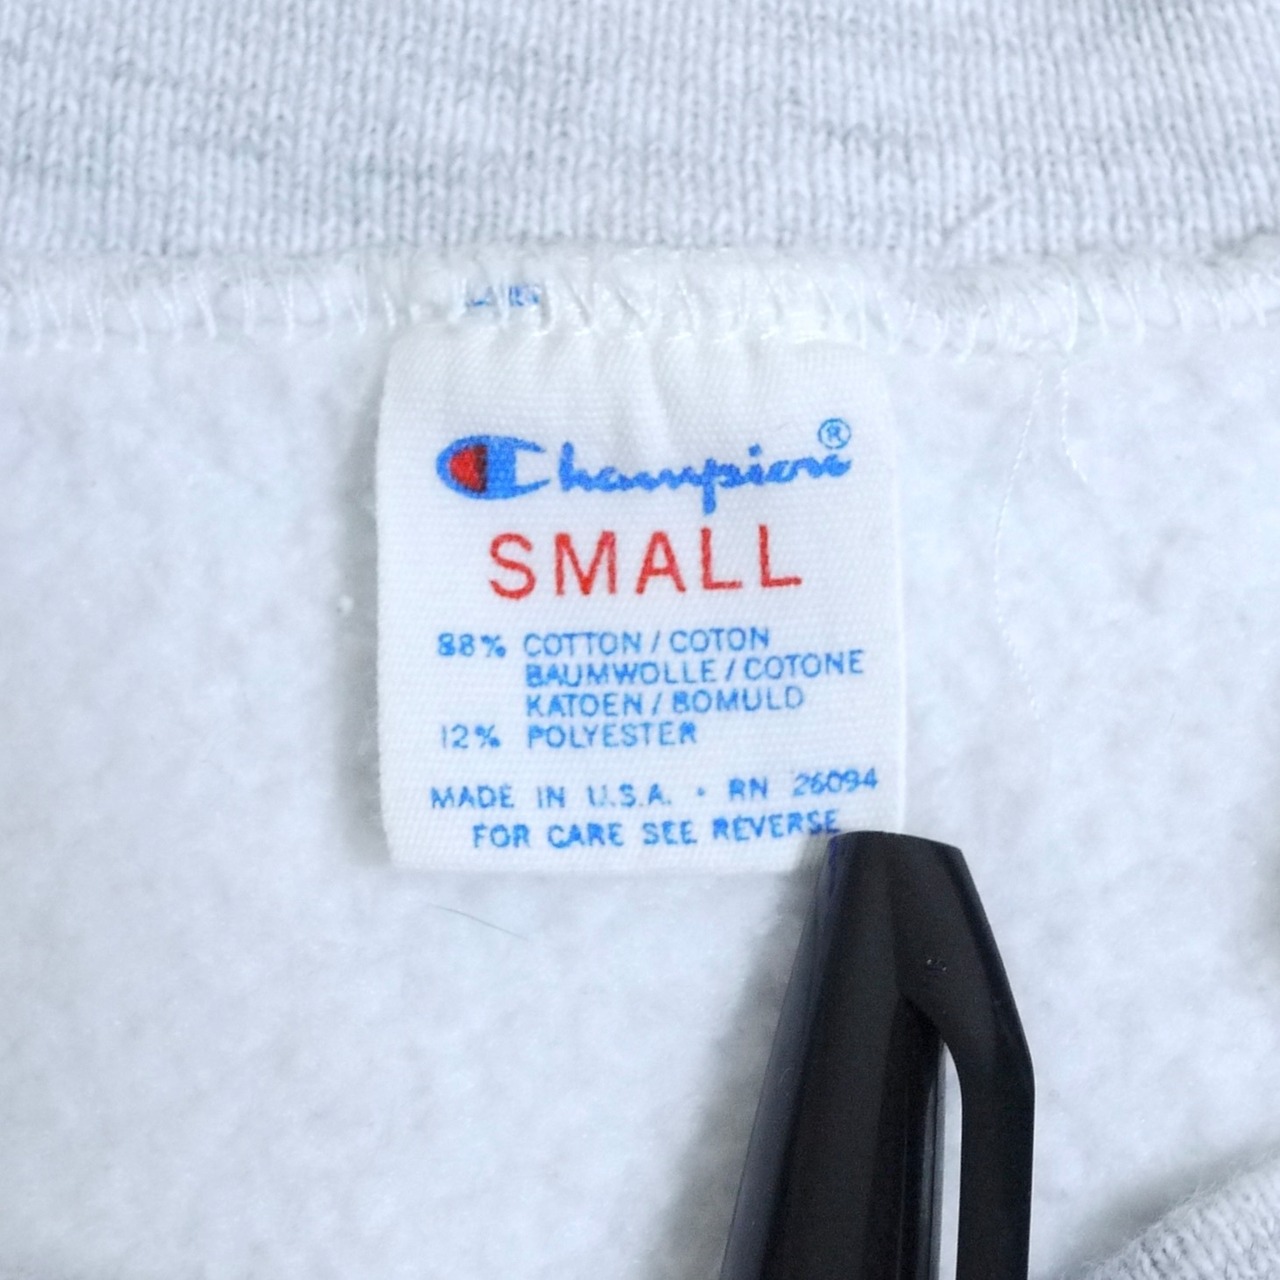 Champion®
SMALL
88% COTTON / COTON
BAUMWOLLE / COTONE
KATOEN / BOMULD
12% POLYESTER
MADE IN U.S.A. • RN 26094
FOR CARE SEE REVERSE